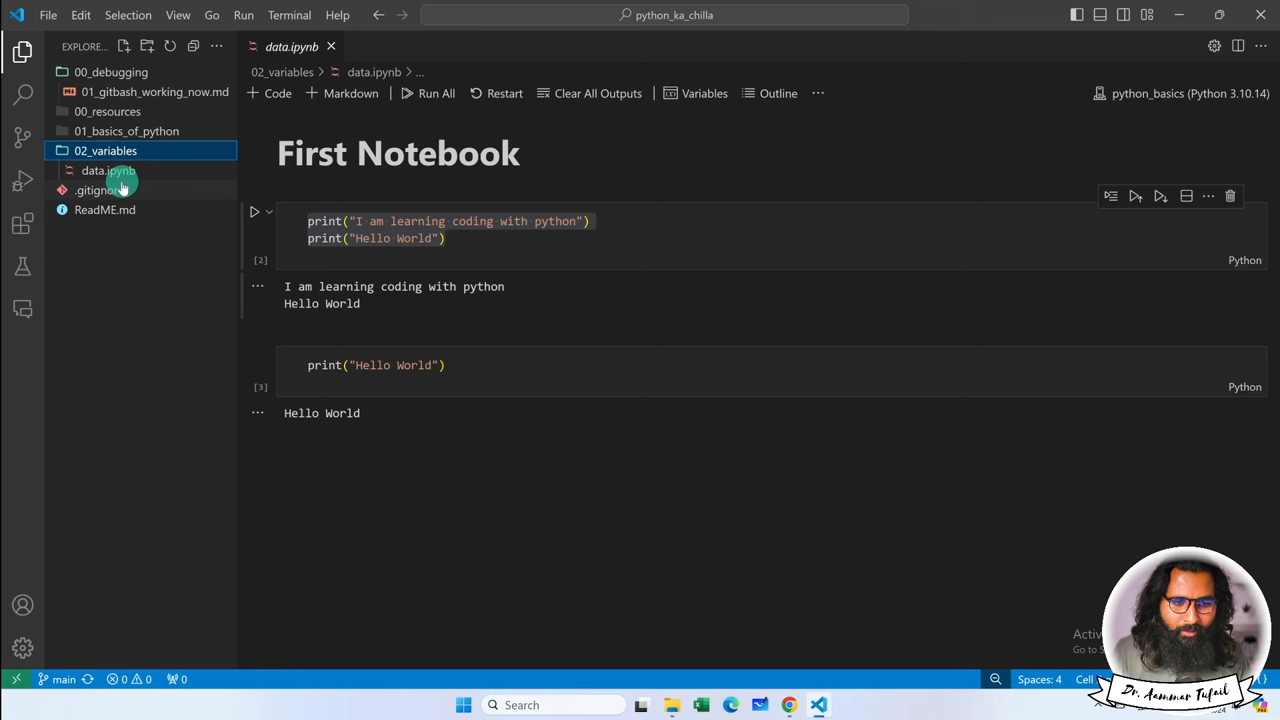 File Edit Selection View Go Run Terminal Help python_ka_chilla
EXPLORE... data.ipynb
00_debugging
01_gitbash_working_now.md
00_resources
01_basics_of_python
02_variables
data.ipynb
.gitignor
ReadME.md
02_variables > data.ipynb > ...
+ Code + Markdown Run All Restart Clear All Outputs Variables Outline ... python_basics (Python 3.10.14)
First Notebook
print("I am learning coding with python")
print("Hello World")
[2] Python
I am learning coding with python
Hello World
print("Hello World")
[3] Python
Hello World
Activ
Go to S
main 0 0 0 Spaces: 4 Cell
Search
Dr. Aammar Tufail